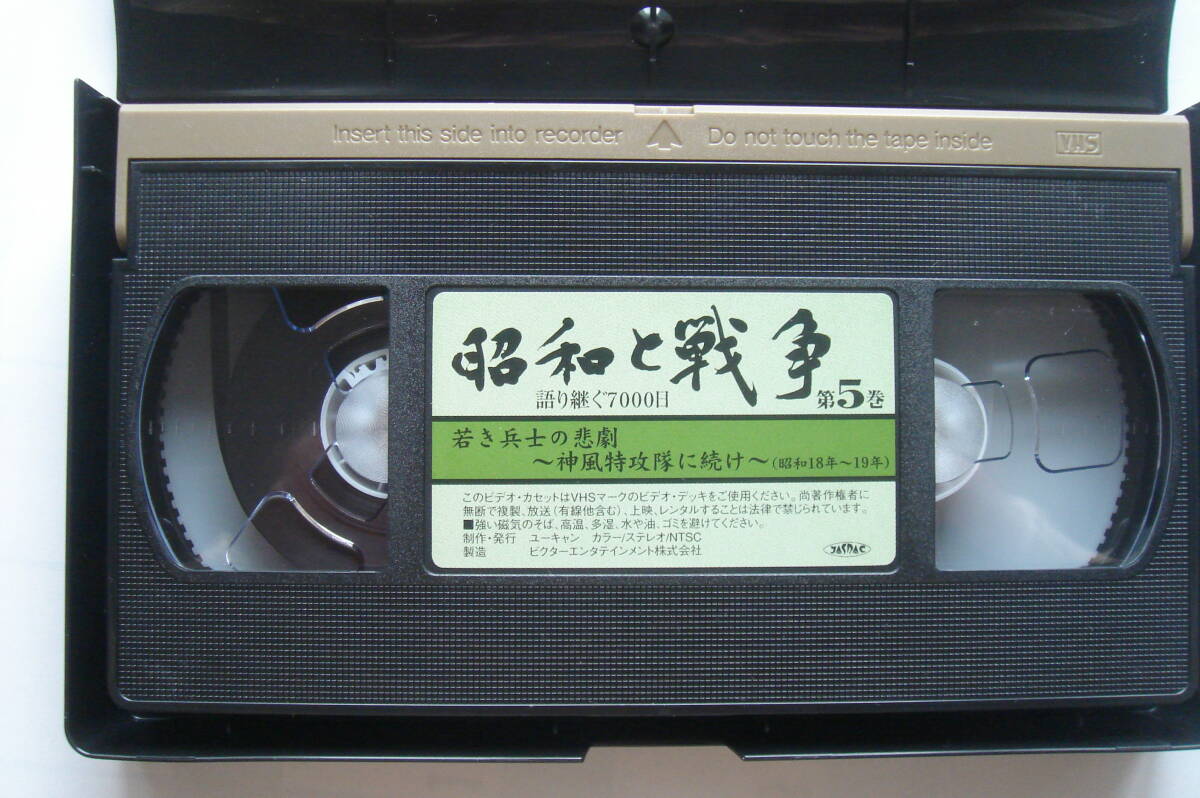 Insert this side into recorder Do not touch the tape inside VHS
昭和と戦争
語り継ぐ7000日 第5巻
若き兵士の悲劇
～神風特攻隊に続け～(昭和18年～19年)
このビデオ・カセットはVHSマークのビデオ・デッキをご使用ください。尚著作権者に
無断で複製、放送(有線他含む)、上映、レンタルすることは法律で禁じられています。
■強い磁気のそば、高温、多湿、水や油、ゴミを避けてください。
制作・発行 ユーキャン カラー/ステレオ/NTSC
製造 ビクターエンタテインメント株式会社
JASRAC